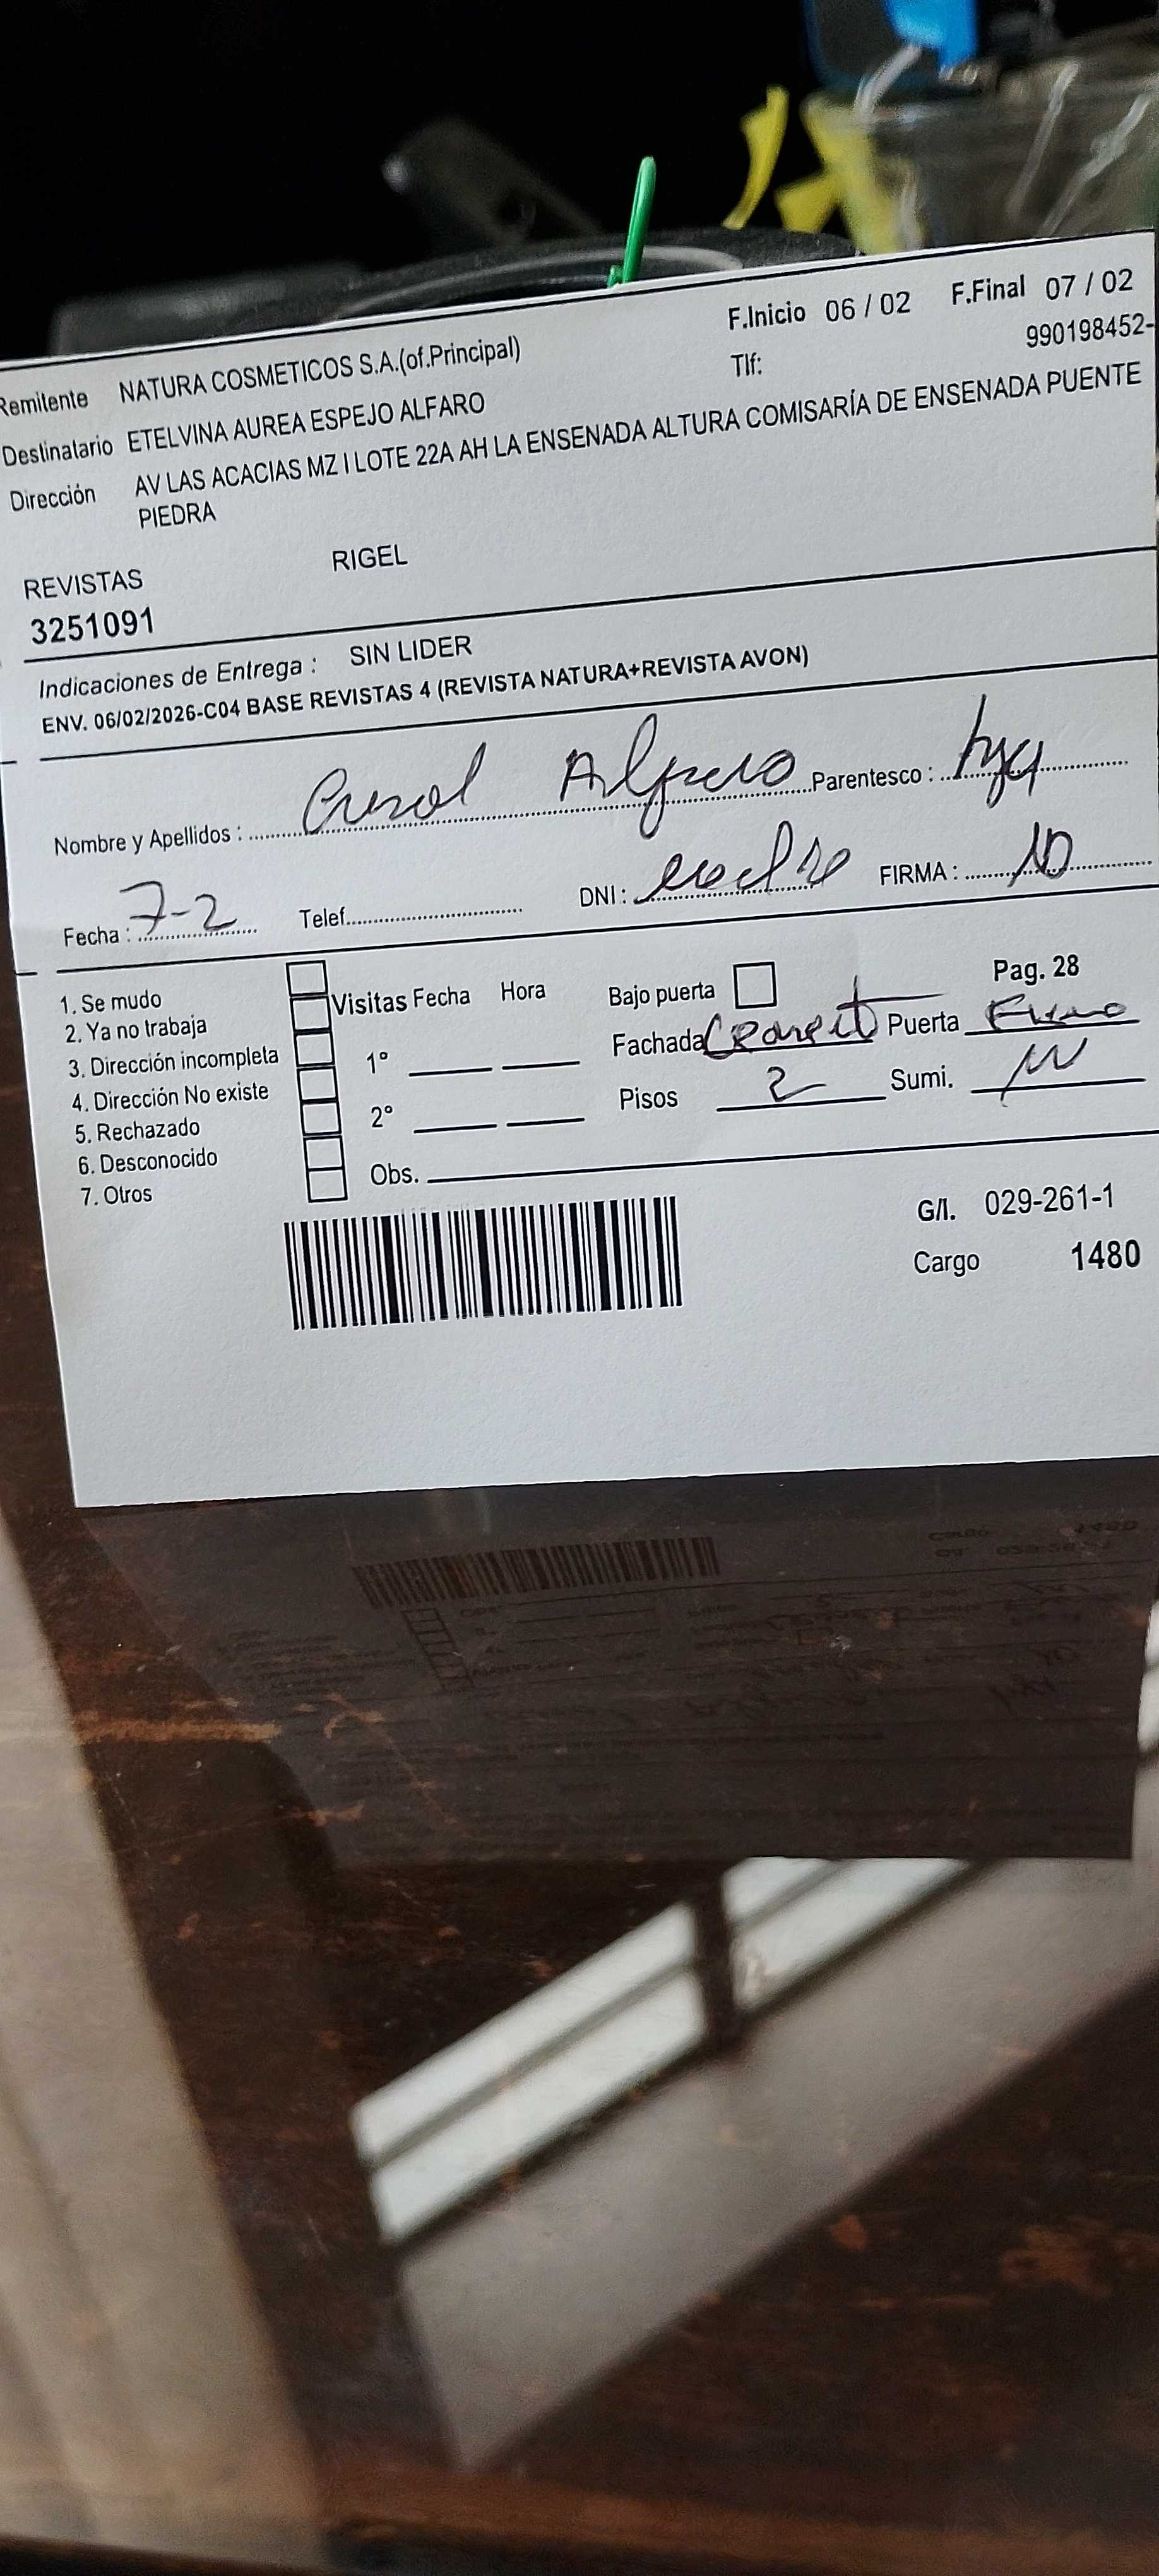 F.Inicio 06 / 02 F.Final 07 / 02
Remitente NATURA COSMETICOS S.A.(of.Principal) Tlf: 990198452-
Destinatario ETELVINA AUREA ESPEJO ALFARO
Dirección AV LAS ACACIAS MZ I LOTE 22A AH LA ENSENADA ALTURA COMISARÍA DE ENSENADA PUENTE
PIEDRA
REVISTAS RIGEL
3251091
Indicaciones de Entrega : SIN LIDER
ENV. 06/02/2026-C04 BASE REVISTAS 4 (REVISTA NATURA+REVISTA AVON)
Nombre y Apellidos : Alfaro Parentesco :
Fecha : 7-2 Telef. DNI : FIRMA :
1. Se mudo
2. Ya no trabaja
3. Dirección incompleta
4. Dirección No existe
5. Rechazado
6. Desconocido
7. Otros
Visitas Fecha Hora
1°
2°
Obs.
Bajo puerta Pag. 28
Fachada Puerta
Pisos 2 Sumi.
G/I. 029-261-1
Cargo 1480